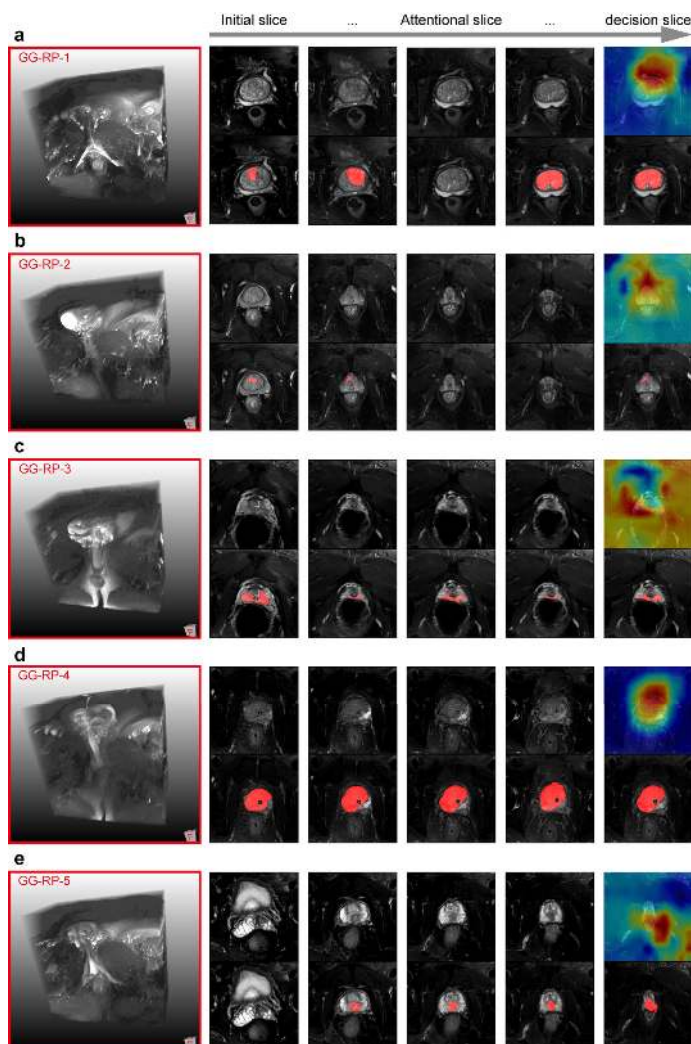 Initial slice ... Attentional slice ... decision slice
a
GG-RP-1
b
GG-RP-2
c
GG-RP-3
d
GG-RP-4
e
GG-RP-5